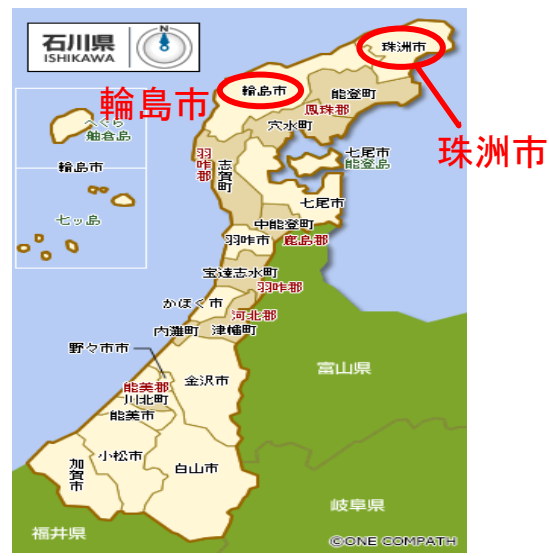 石川県
ISHIKAWA
N
珠洲市
輪島市
能登町
輪島市
鳳珠郡
穴水町
珠洲市
へぐら
舳倉島
輪島市
七ッ島
羽咋郡
志賀町
七尾市
能登島
七尾市
中能登町
羽咋市
鹿島郡
宝達志水町
羽咋郡
かほく市
河北郡
内灘町
津幡町
野々市市
富山県
能美郡
川北町
金沢市
能美市
小松市
加賀市
白山市
岐阜県
福井県
©ONE COMPATH